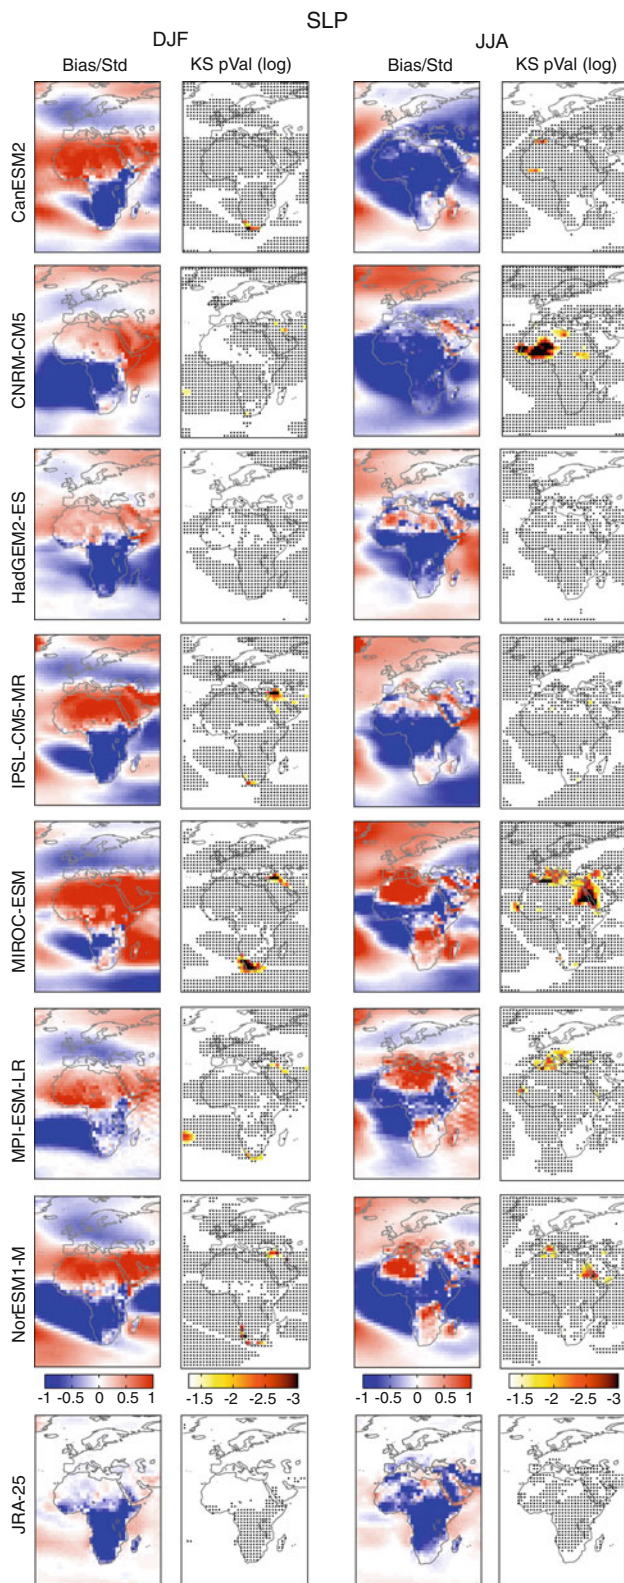 SLP
DJF JJA
Bias/Std KS pVal (log) Bias/Std KS pVal (log)
CanESM2
CNRM-CM5
HadGEM2-ES
IPSL-CM5-MR
MIROC-ESM
MPI-ESM-LR
NorESM1-M
-1 -0.5 0 0.5 1 -1.5 -2 -2.5 -3 -1 -0.5 0 0.5 1 -1.5 -2 -2.5 -3
JRA-25